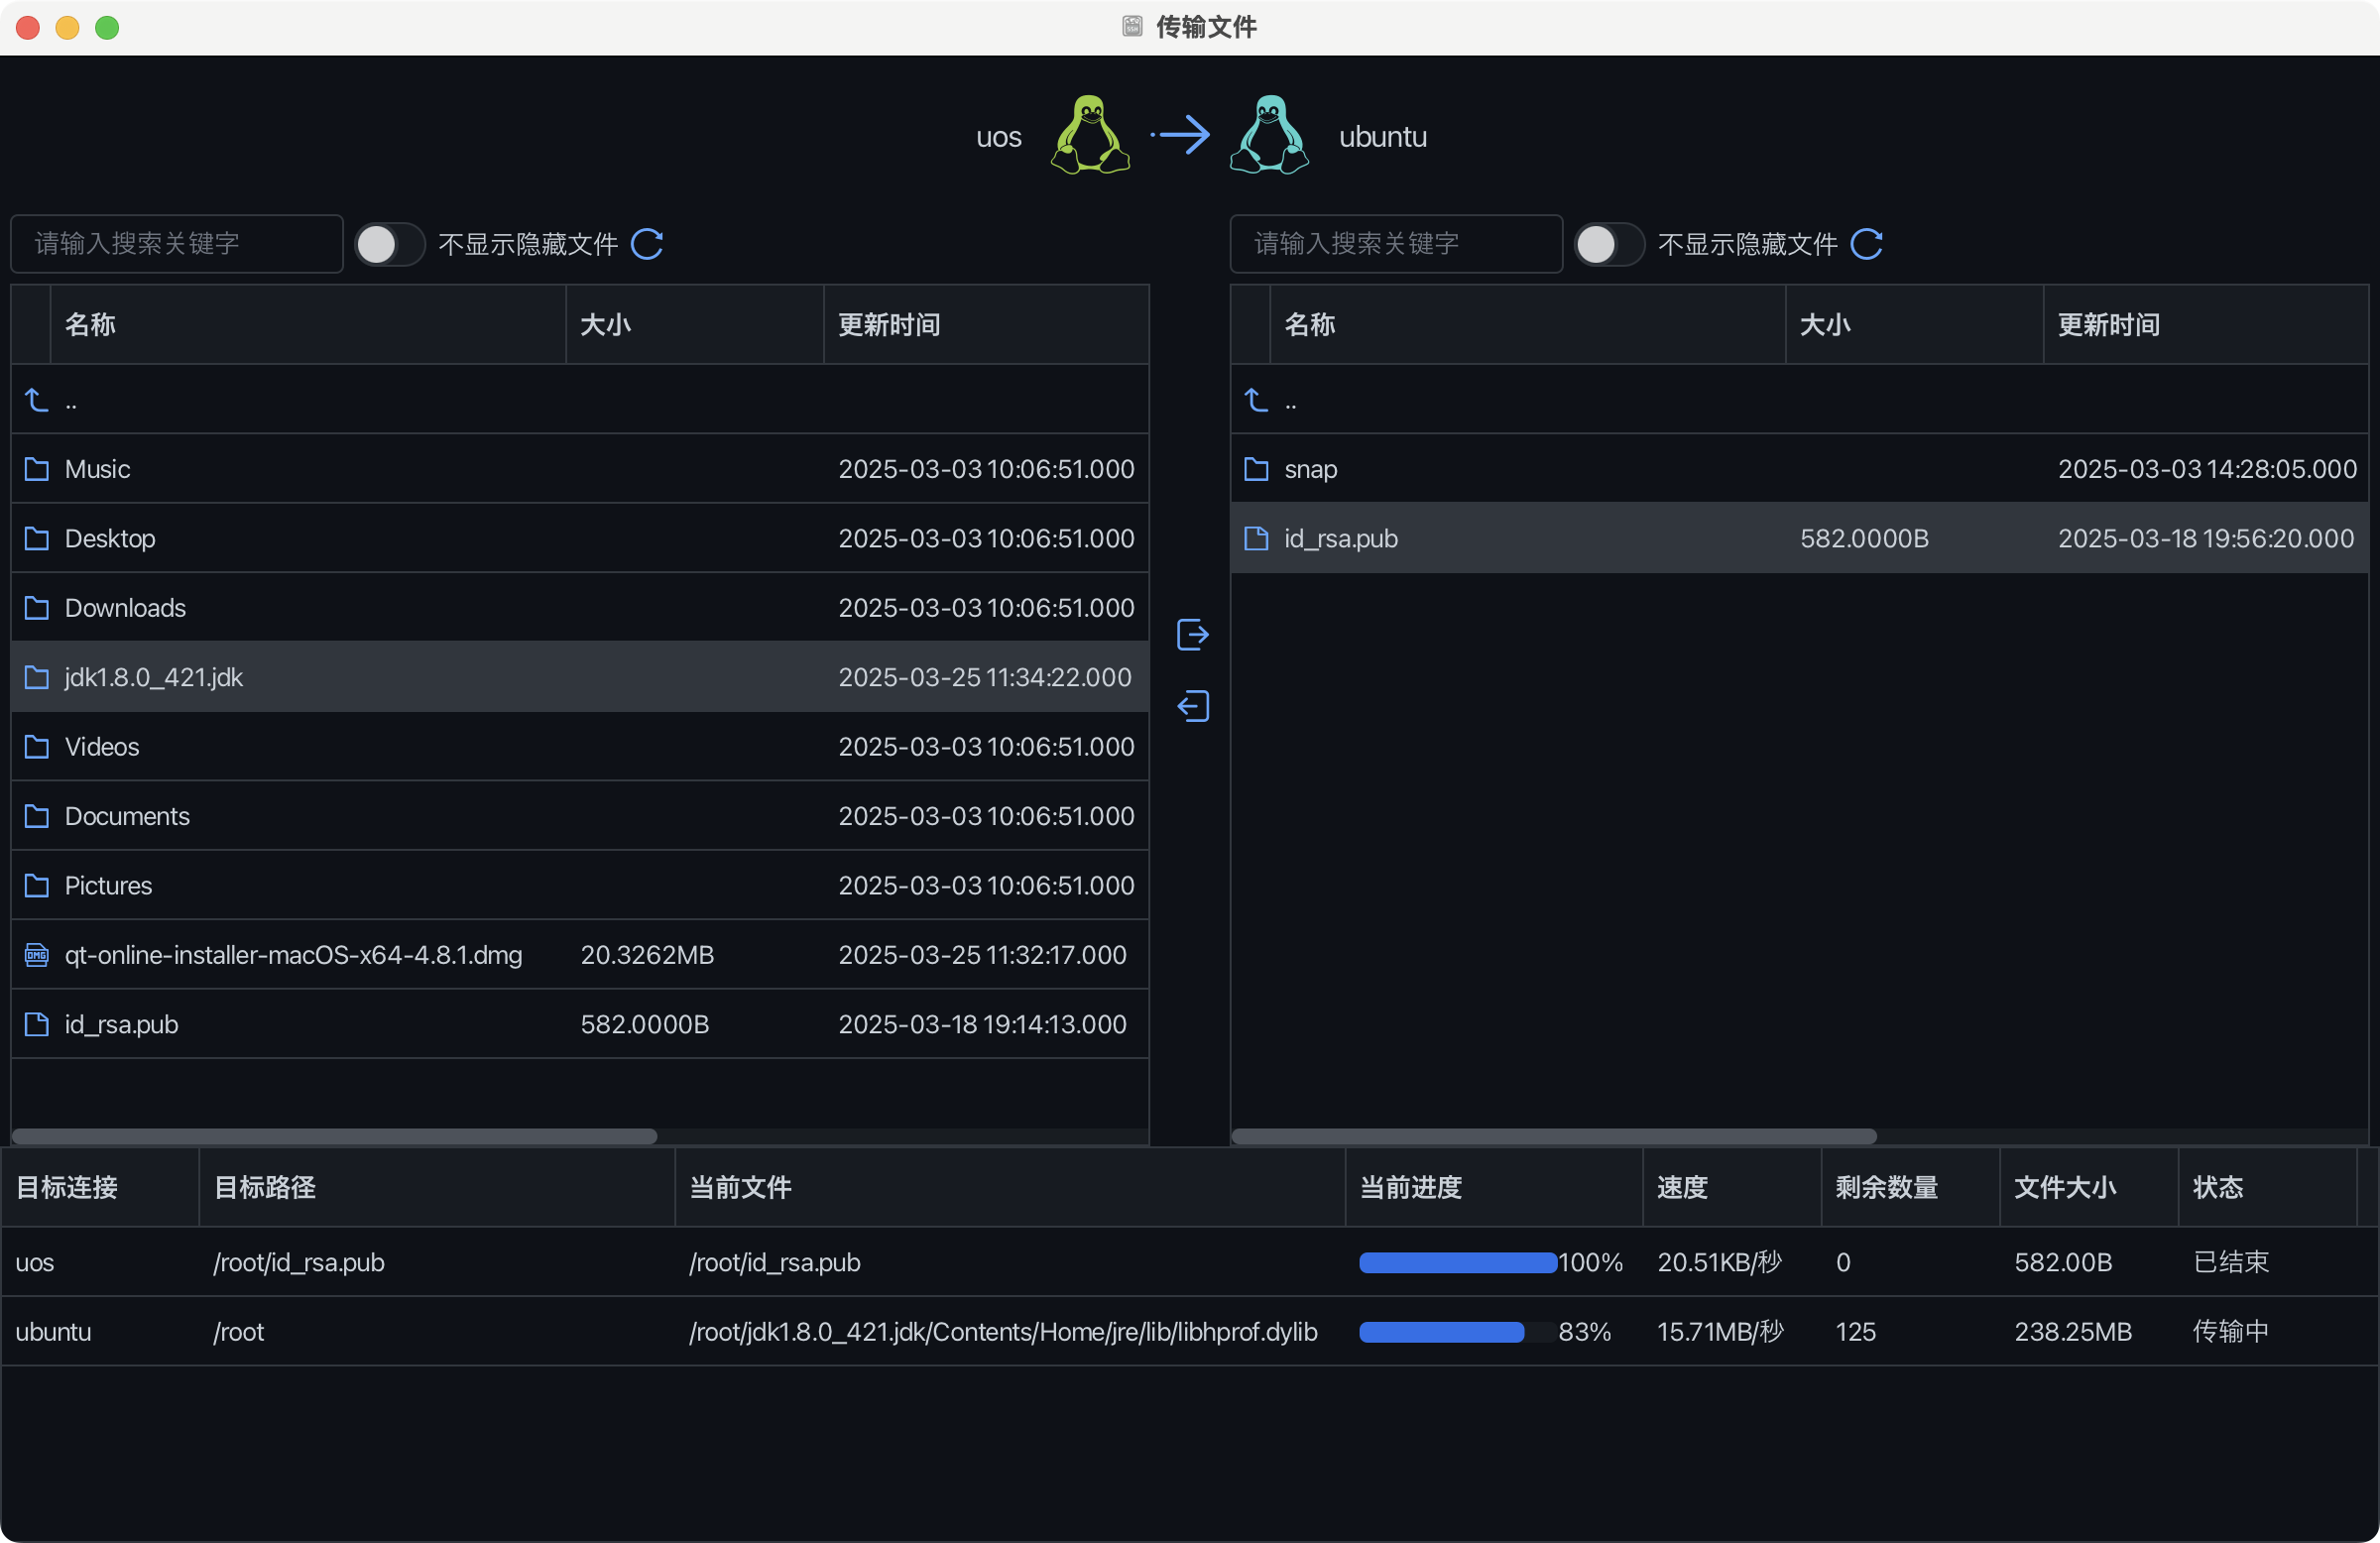 传输文件
uos ubuntu
请输入搜索关键字 不显示隐藏文件
名称 大小 更新时间
..
Music 2025-03-03 10:06:51.000
Desktop 2025-03-03 10:06:51.000
Downloads 2025-03-03 10:06:51.000
jdk1.8.0_421.jdk 2025-03-25 11:34:22.000
Videos 2025-03-03 10:06:51.000
Documents 2025-03-03 10:06:51.000
Pictures 2025-03-03 10:06:51.000
DMG qt-online-installer-macOS-x64-4.8.1.dmg 20.3262MB 2025-03-25 11:32:17.000
id_rsa.pub 582.0000B 2025-03-18 19:14:13.000
请输入搜索关键字 不显示隐藏文件
名称 大小 更新时间
..
snap 2025-03-03 14:28:05.000
id_rsa.pub 582.0000B 2025-03-18 19:56:20.000
目标连接 目标路径 当前文件 当前进度 速度 剩余数量 文件大小 状态
uos /root/id_rsa.pub /root/id_rsa.pub 100% 20.51KB/秒 0 582.00B 已结束
ubuntu /root /root/jdk1.8.0_421.jdk/Contents/Home/jre/lib/libhprof.dylib 83% 15.71MB/秒 125 238.25MB 传输中